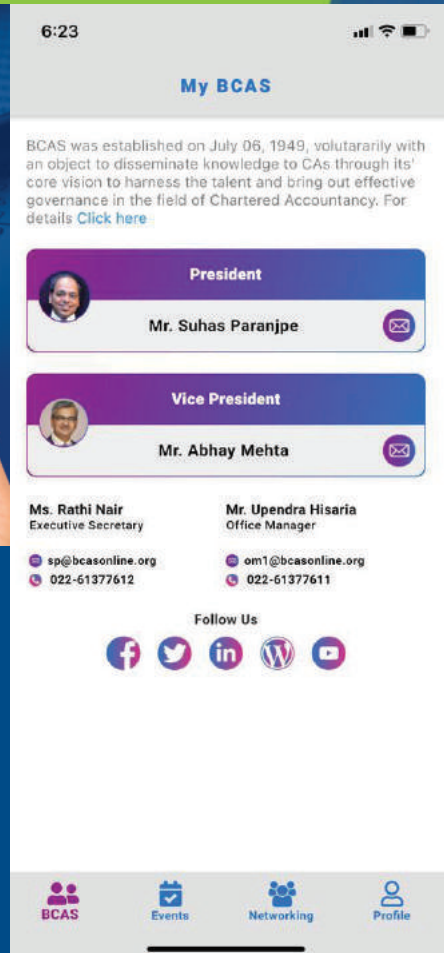 6:23
My BCAS
BCAS was established on July 06, 1949, volutararily with
an object to disseminate knowledge to CAs through its'
core vision to harness the talent and bring out effective
governance in the field of Chartered Accountancy. For
details Click here
President
Mr. Suhas Paranjpe
Vice President
Mr. Abhay Mehta
Ms. Rathi Nair
Executive Secretary
sp@bcasonline.org
022-61377612
Mr. Upendra Hisaria
Office Manager
om1@bcasonline.org
022-61377611
Follow Us
BCAS
Events
Networking
Profile